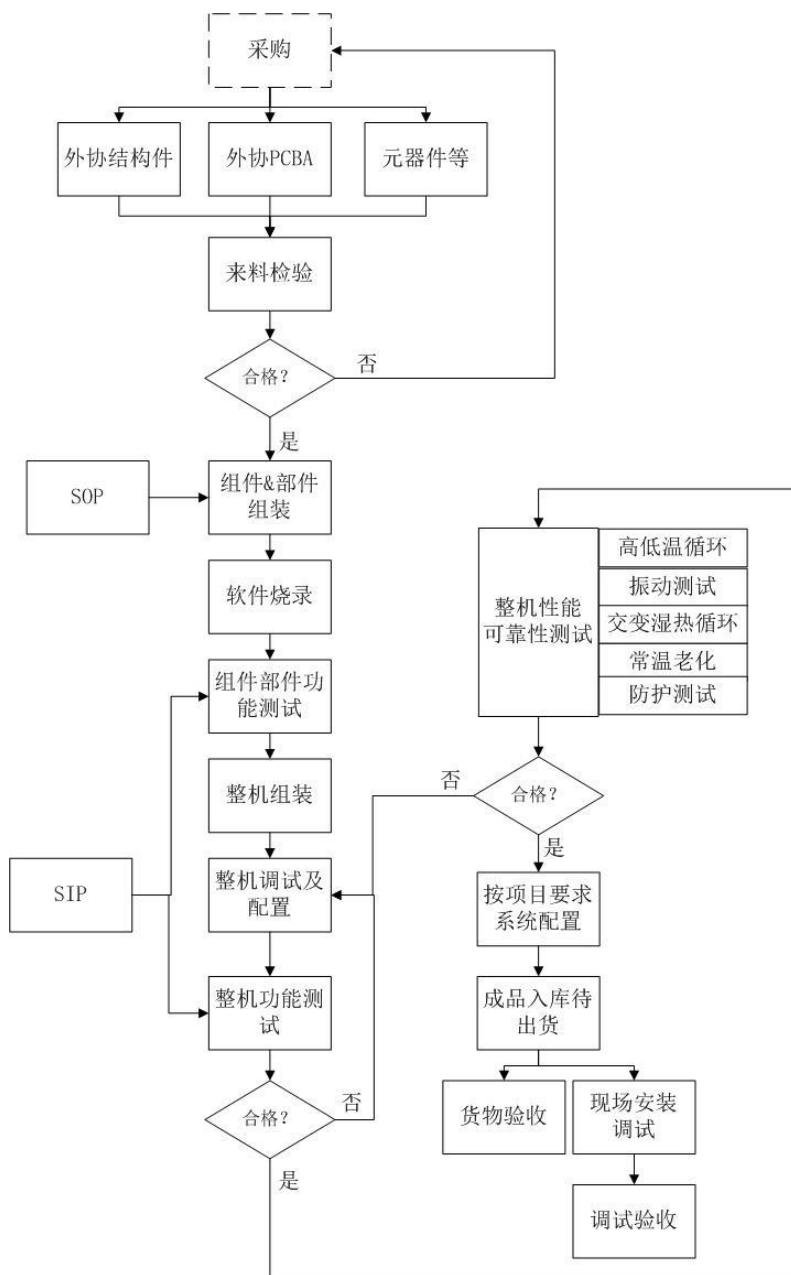 采购
外协结构件
外协PCBA
元器件等
来料检验
合格?
否
是
SOP
组件&部件
组装
软件烧录
组件部件功
能测试
整机组装
SIP
整机调试及
配置
整机功能测
试
合格?
否
是
整机性能
可靠性测试
高低温循环
振动测试
交变湿热循环
常温老化
防护测试
合格?
否
是
按项目要求
系统配置
成品入库待
出货
货物验收
现场安装
调试
调试验收